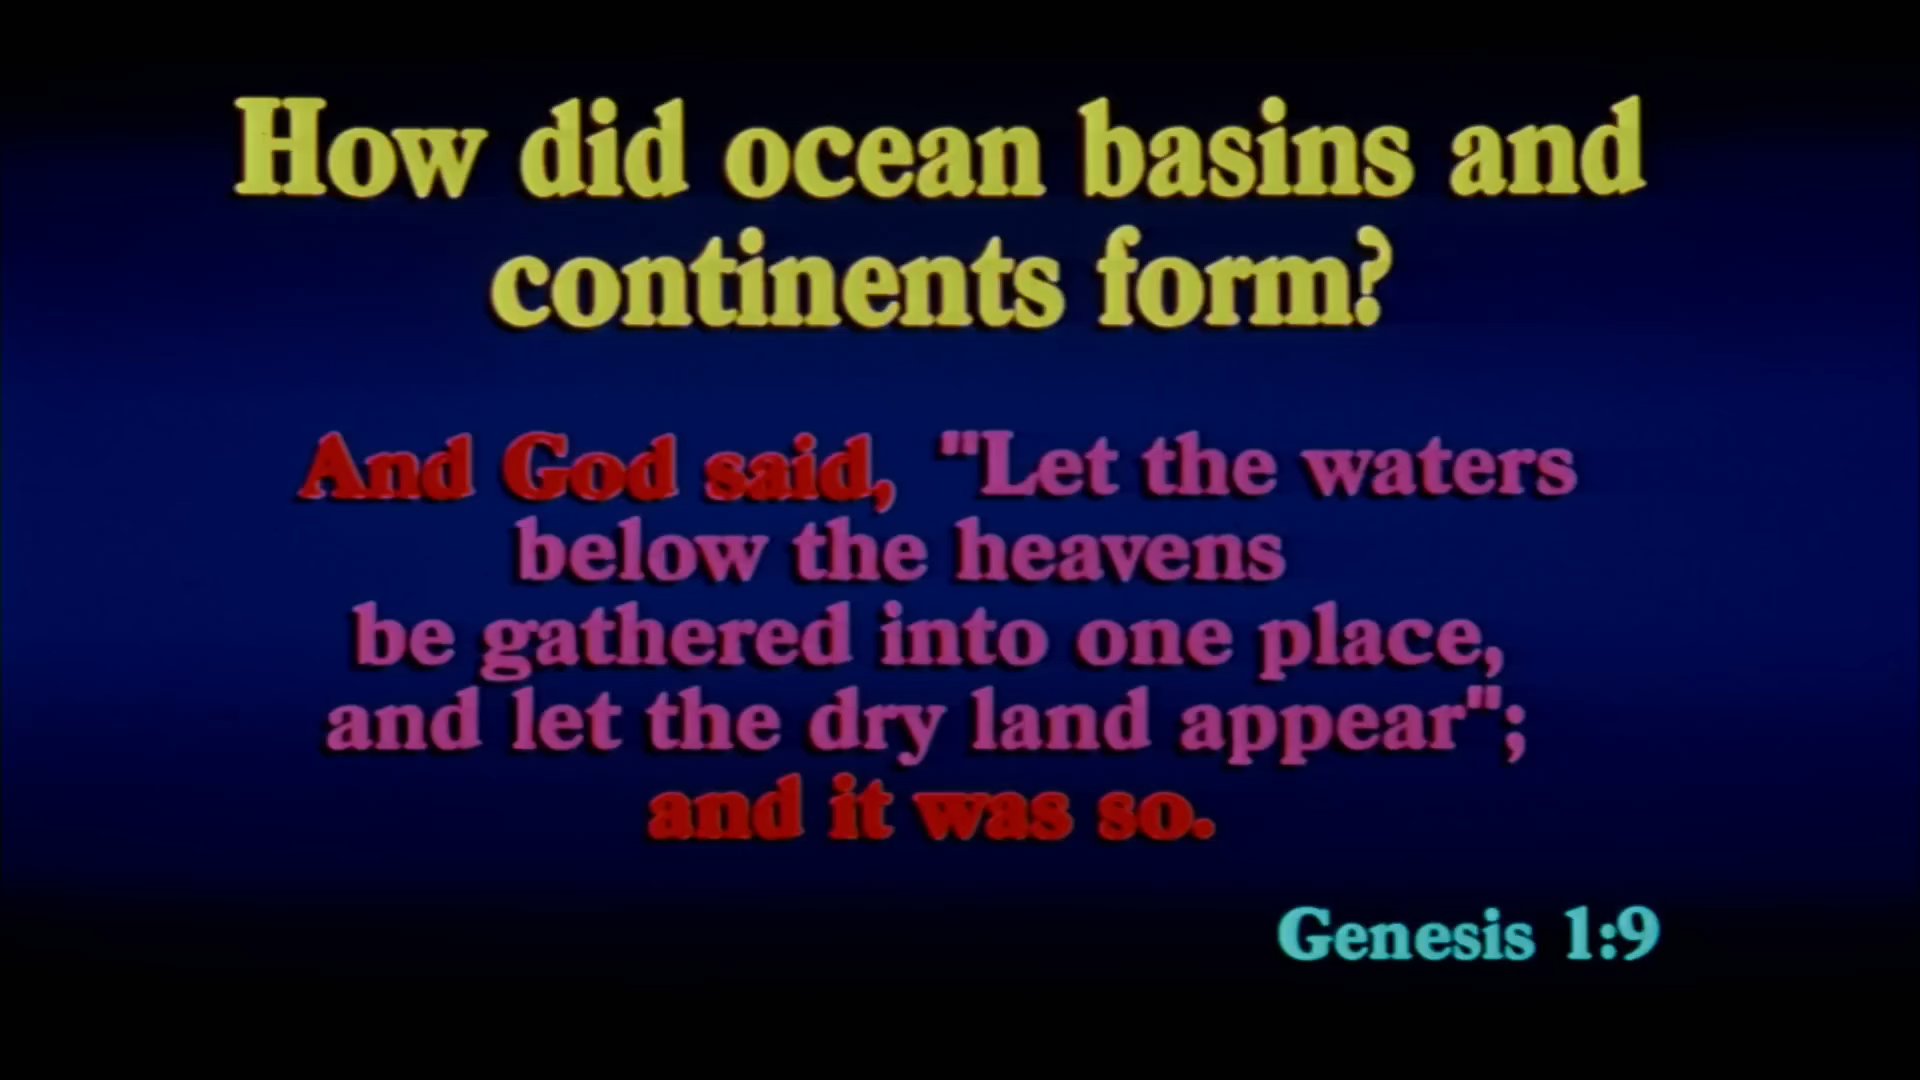 How did ocean basins and
continents form?
And God said, "Let the waters
below the heavens
be gathered into one place,
and let the dry land appear";
and it was so.
Genesis 1:9